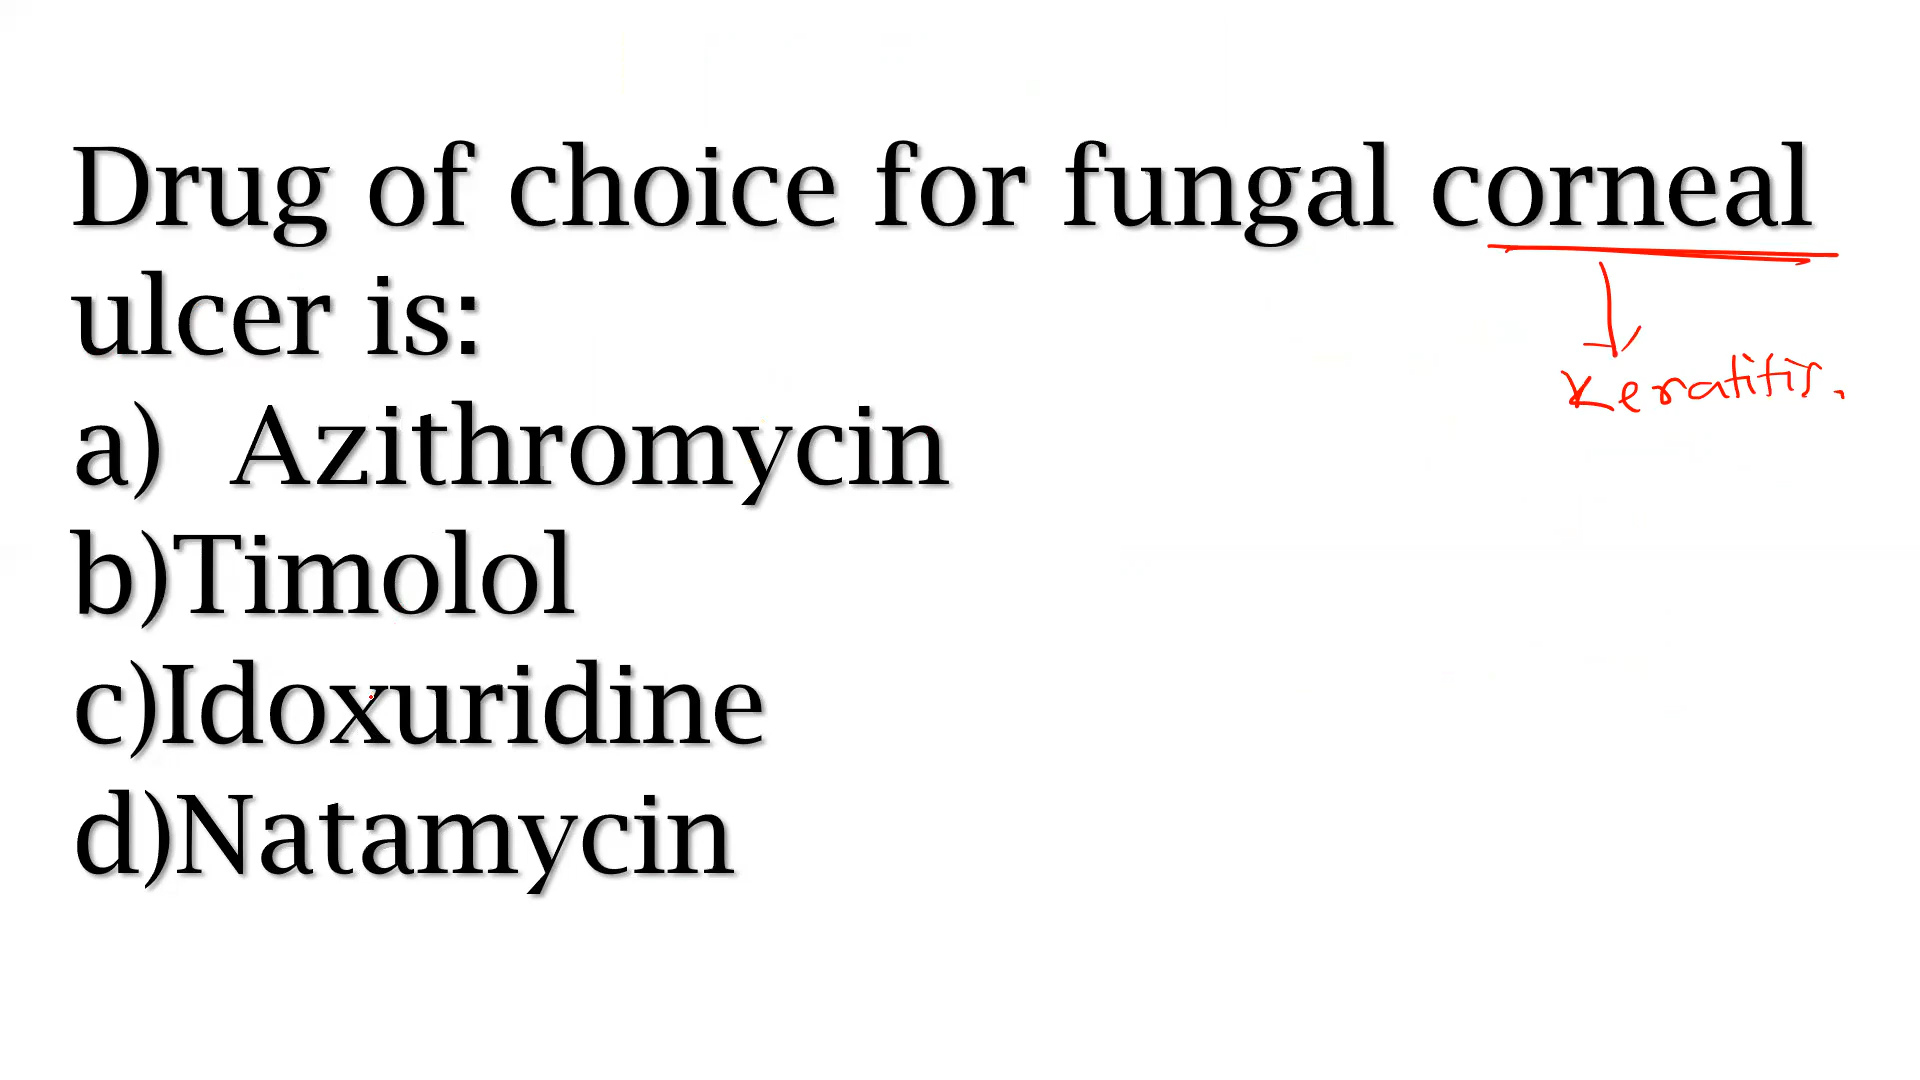 Drug of choice for fungal corneal
ulcer is:
Keratitis.
a) Azithromycin
b)Timolol
c)Idoxuridine
d)Natamycin